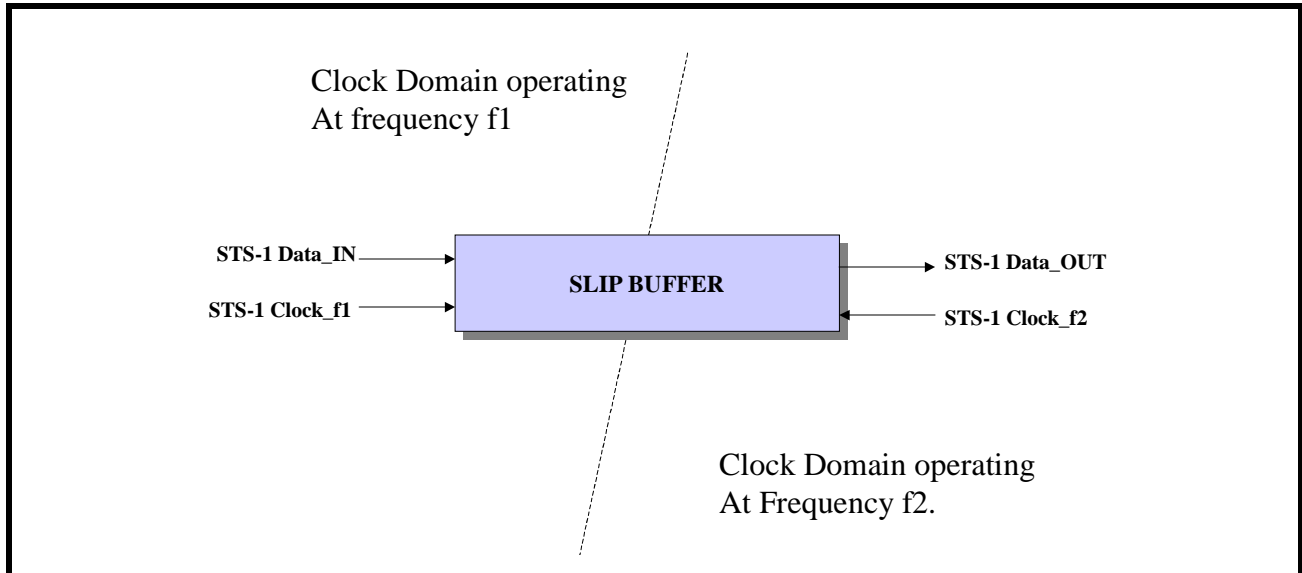 Clock Domain operating
At frequency f1
STS-1 Data_IN
STS-1 Clock_f1
SLIP BUFFER
STS-1 Data_OUT
STS-1 Clock_f2
Clock Domain operating
At Frequency f2.